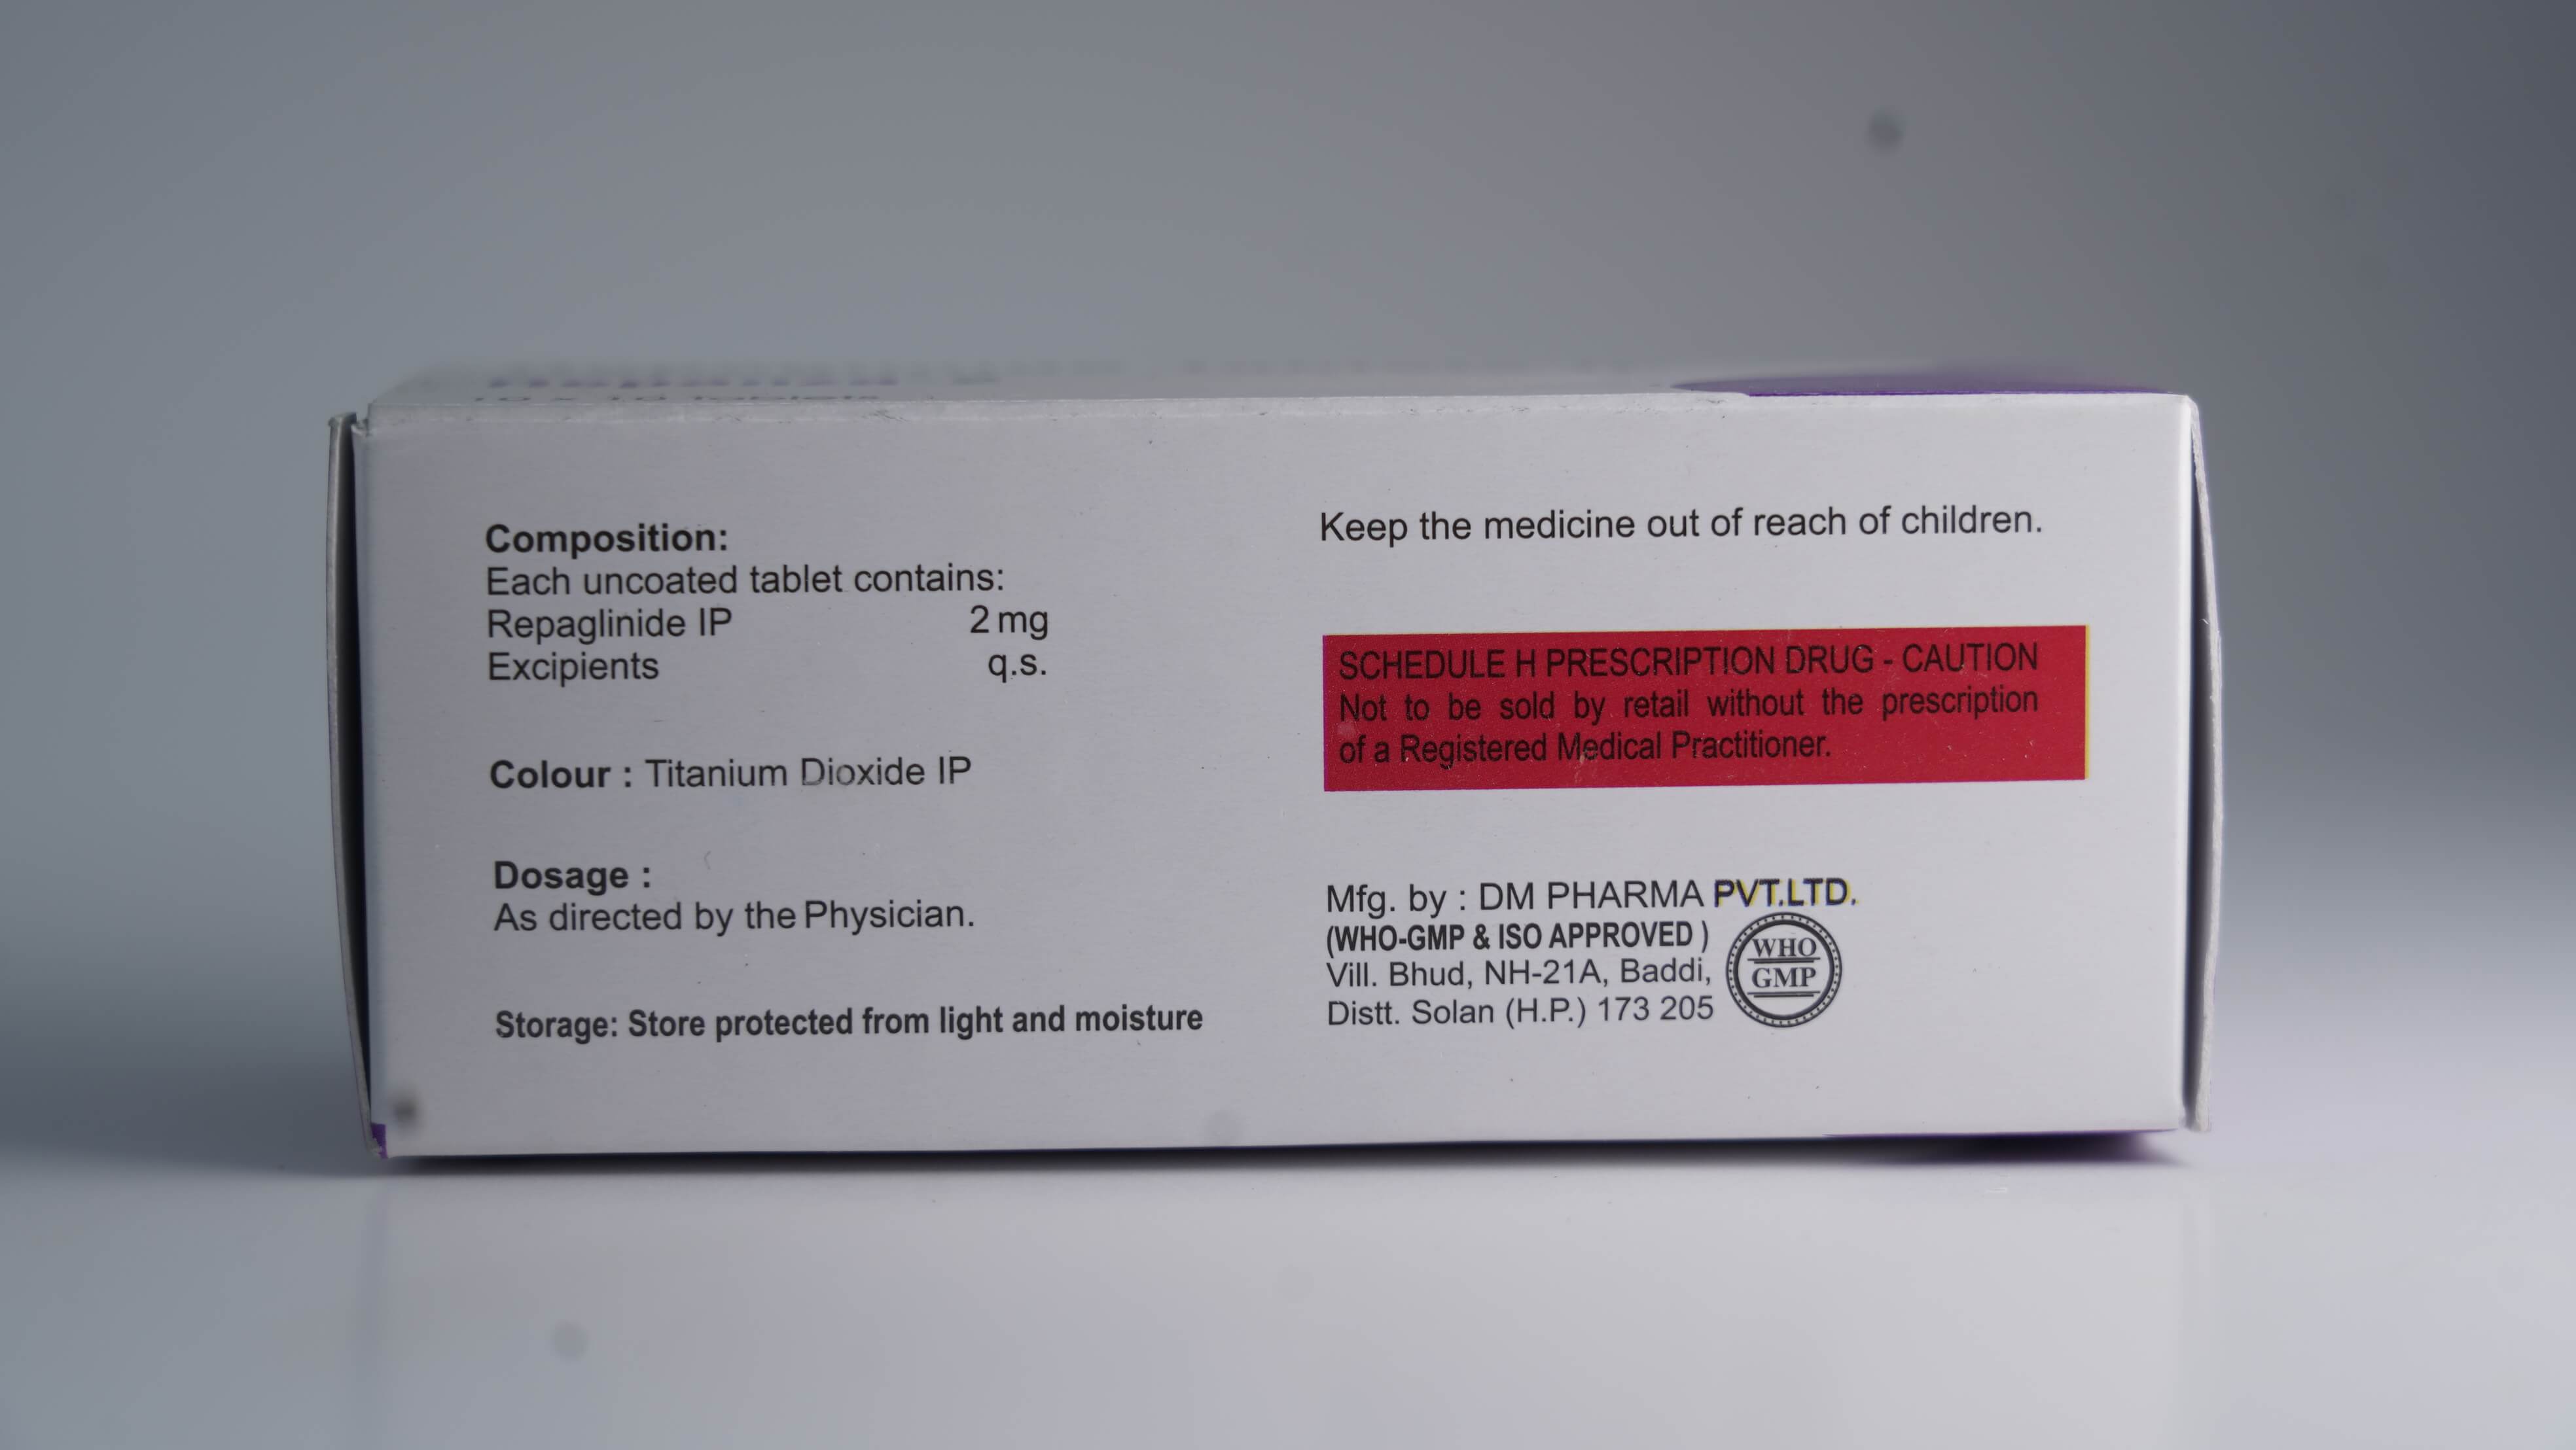 10 x 10 Tablets
Composition:
Each uncoated tablet contains:
Repaglinide IP 2 mg
Excipients q.s.
Colour : Titanium Dioxide IP
Dosage :
As directed by the Physician.
Storage: Store protected from light and moisture
Keep the medicine out of reach of children.
SCHEDULE H PRESCRIPTION DRUG - CAUTION
Not to be sold by retail without the prescription
of a Registered Medical Practitioner.
Mfg. by : DM PHARMA PVT.LTD.
(WHO-GMP & ISO APPROVED )
Vill. Bhud, NH-21A, Baddi,
Distt. Solan (H.P.) 173 205
WHO
GMP